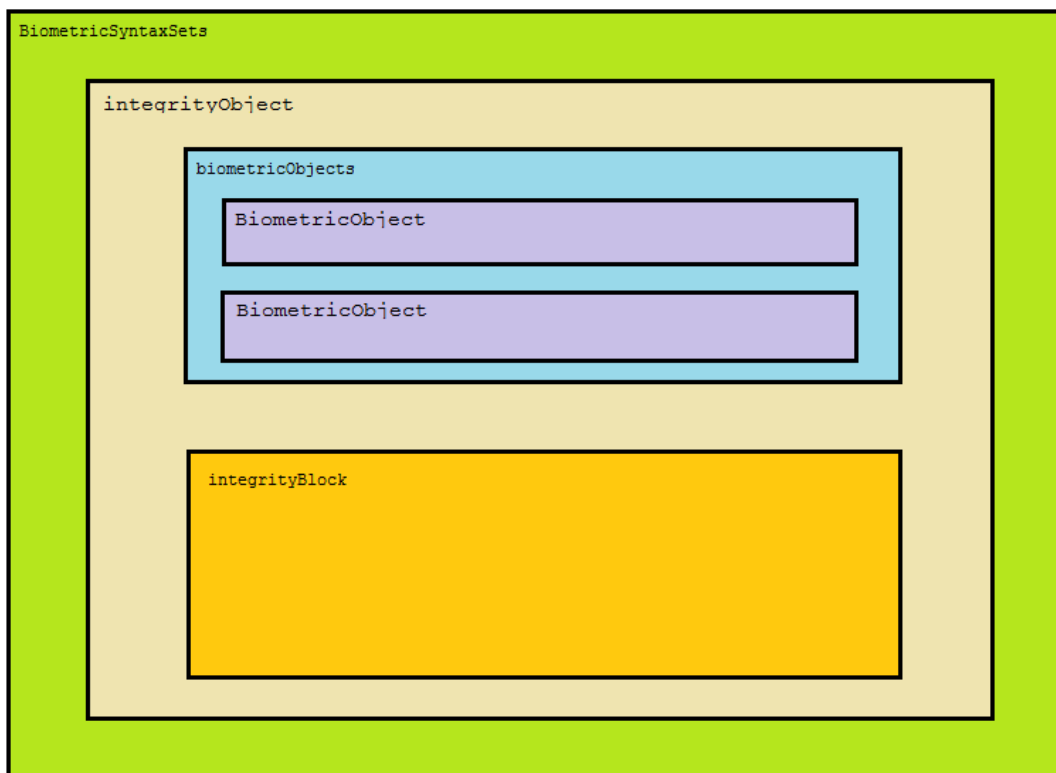 BiometricSyntaxSets
integrityObject
biometricObjects
BiometricObject
BiometricObject
integrityBlock